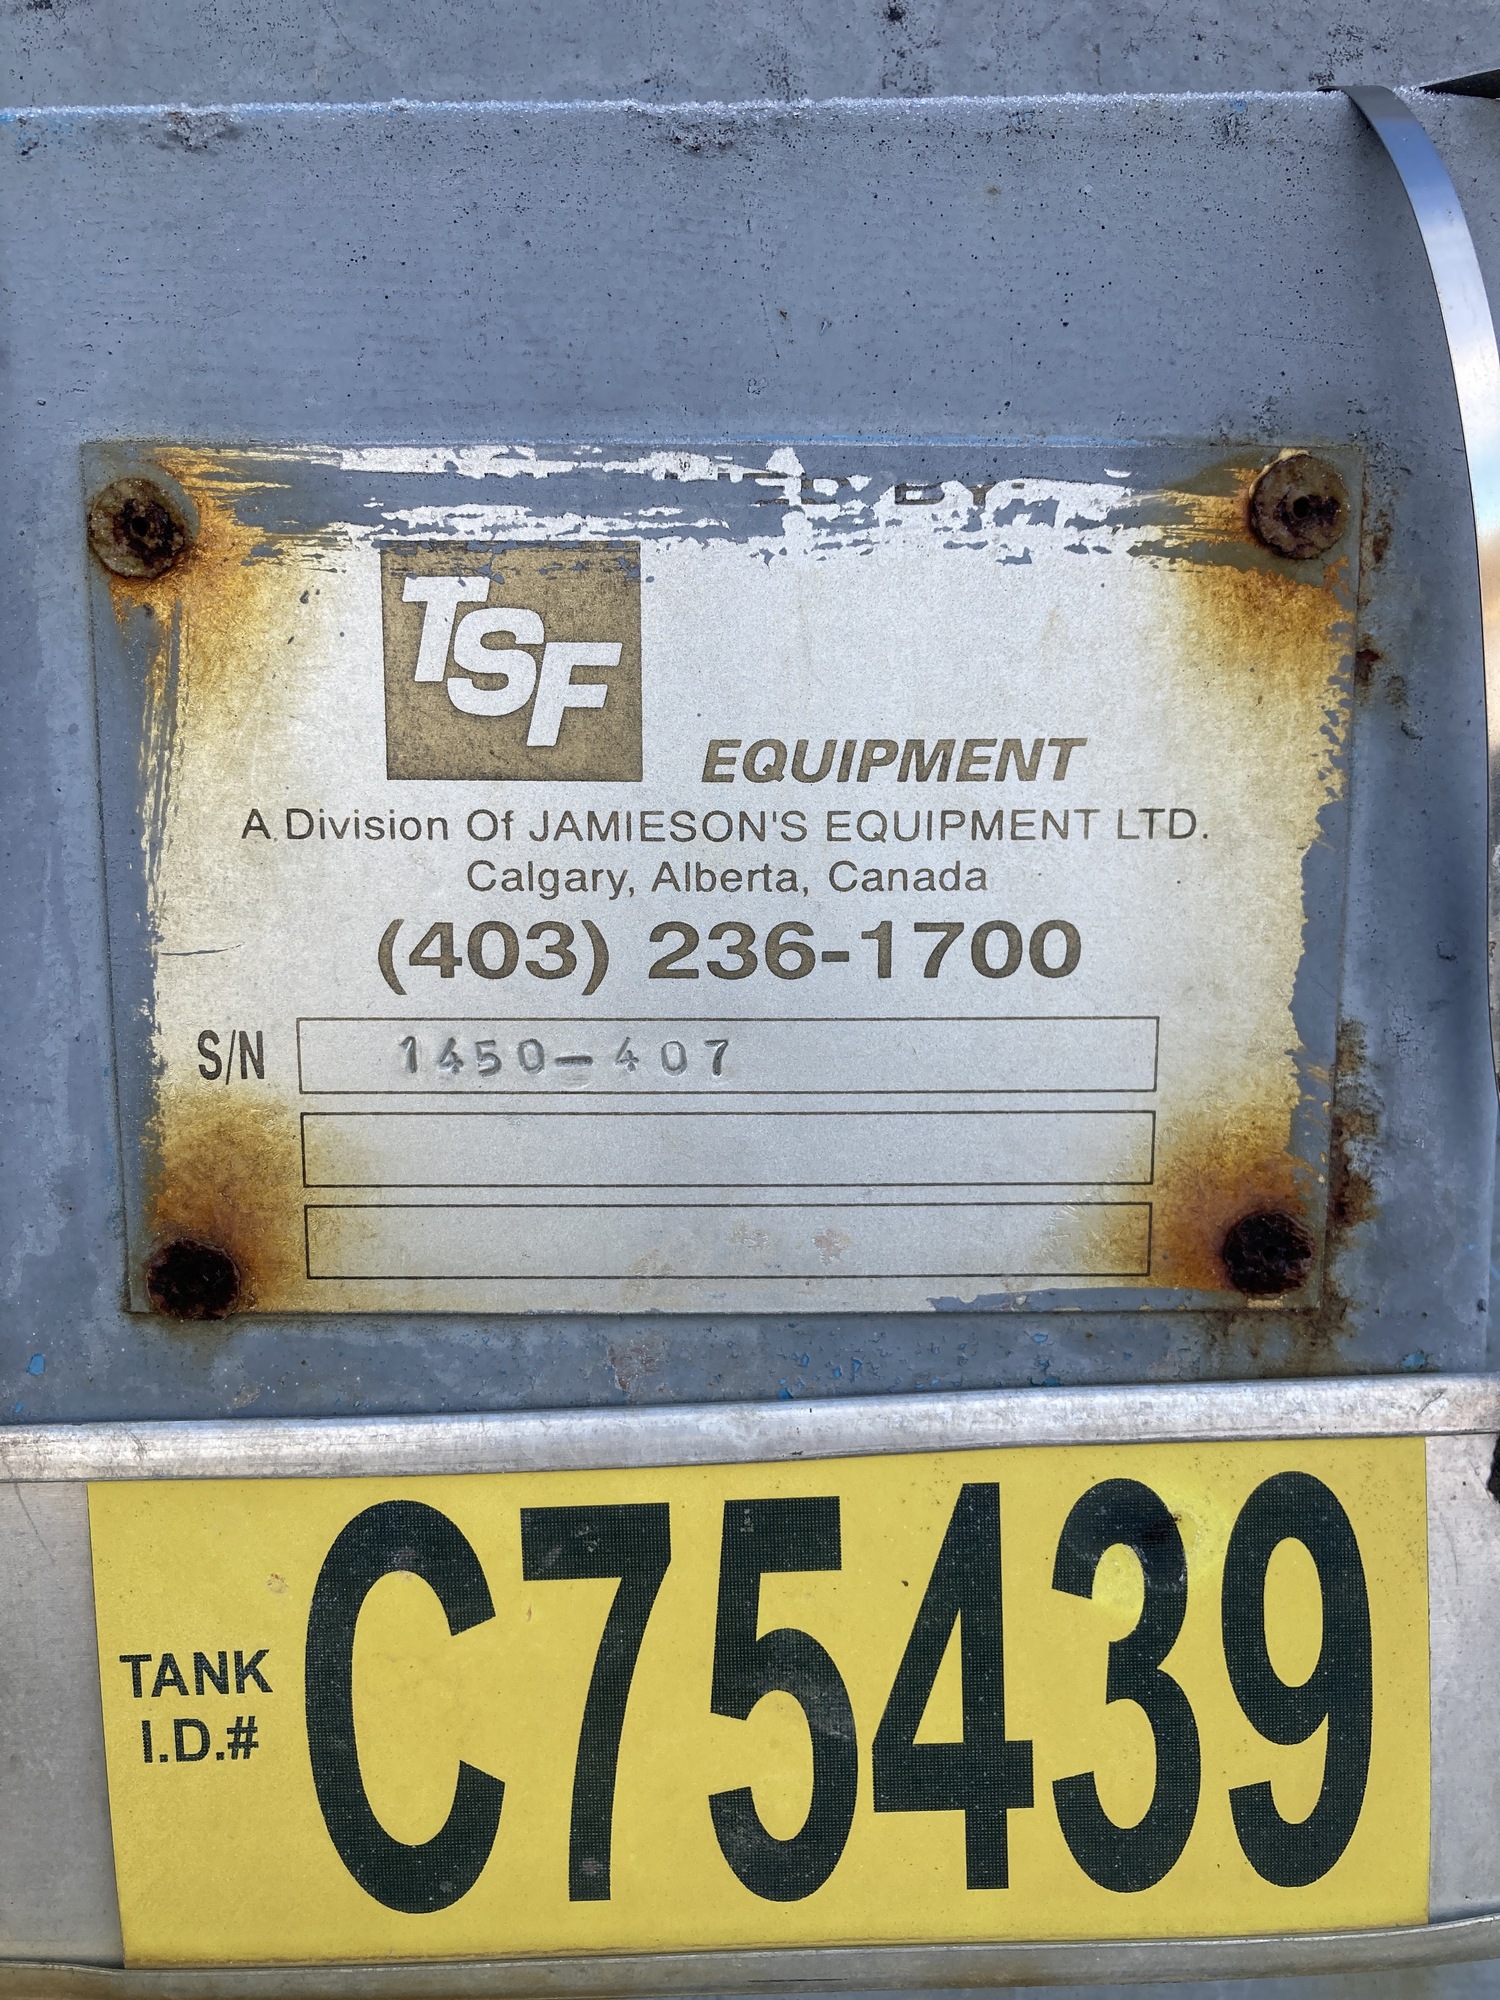 TSF
EQUIPMENT
A Division Of JAMIESON'S EQUIPMENT LTD.
Calgary, Alberta, Canada
(403) 236-1700
S/N 1450-407
TANK
I.D.#
C75439